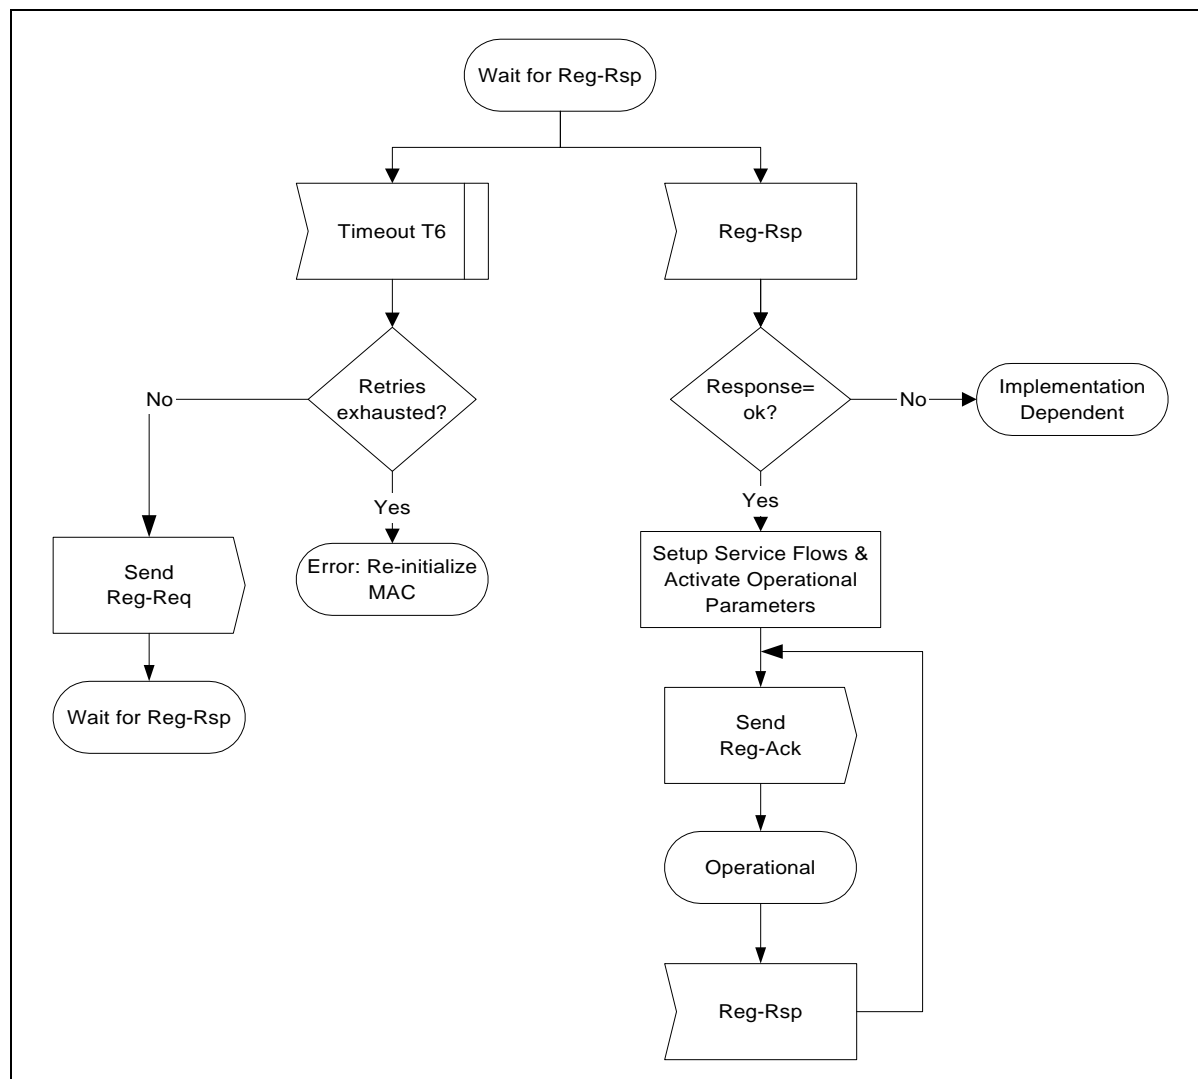 Wait for Reg-Rsp
Timeout T6
Reg-Rsp
Retries
exhausted?
No
Yes
Response=
ok?
No
Implementation
Dependent
Yes
Send
Reg-Req
Error: Re-initialize
MAC
Setup Service Flows &
Activate Operational
Parameters
Wait for Reg-Rsp
Send
Reg-Ack
Operational
Reg-Rsp